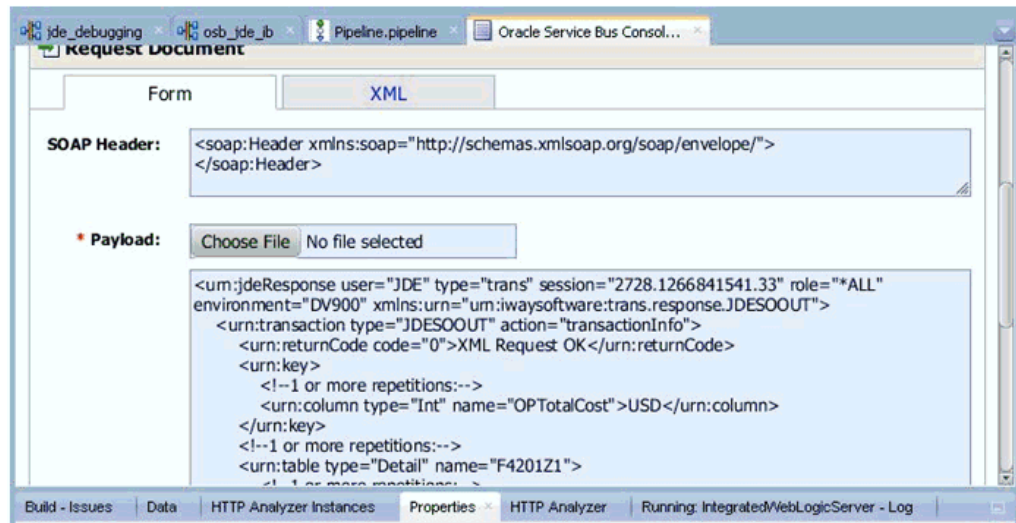 jde_debugging × osb_jde_ib × Pipeline.pipeline × Oracle Service Bus Consol... ×
Request Document
Form XML
SOAP Header: <soap:Header xmlns:soap="http://schemas.xmlsoap.org/soap/envelope/">
</soap:Header>
* Payload: Choose File No file selected
<urn:jdeResponse user="JDE" type="trans" session="2728.1266841541.33" role="*ALL"
environment="DV900" xmlns:urn="urn:iwaysoftware:trans.response.JDESOOUT">
<urn:transaction type="JDESOOUT" action="transactionInfo">
<urn:returnCode code="0">XML Request OK</urn:returnCode>
<urn:key>
<!--1 or more repetitions:-->
<urn:column type="Int" name="OPTotalCost">USD</urn:column>
</urn:key>
<!--1 or more repetitions:-->
<urn:table type="Detail" name="F4201Z1">
<!--1 or more repetitions:-->
Build - Issues Data HTTP Analyzer Instances Properties × HTTP Analyzer Running: IntegratedWebLogicServer - Log